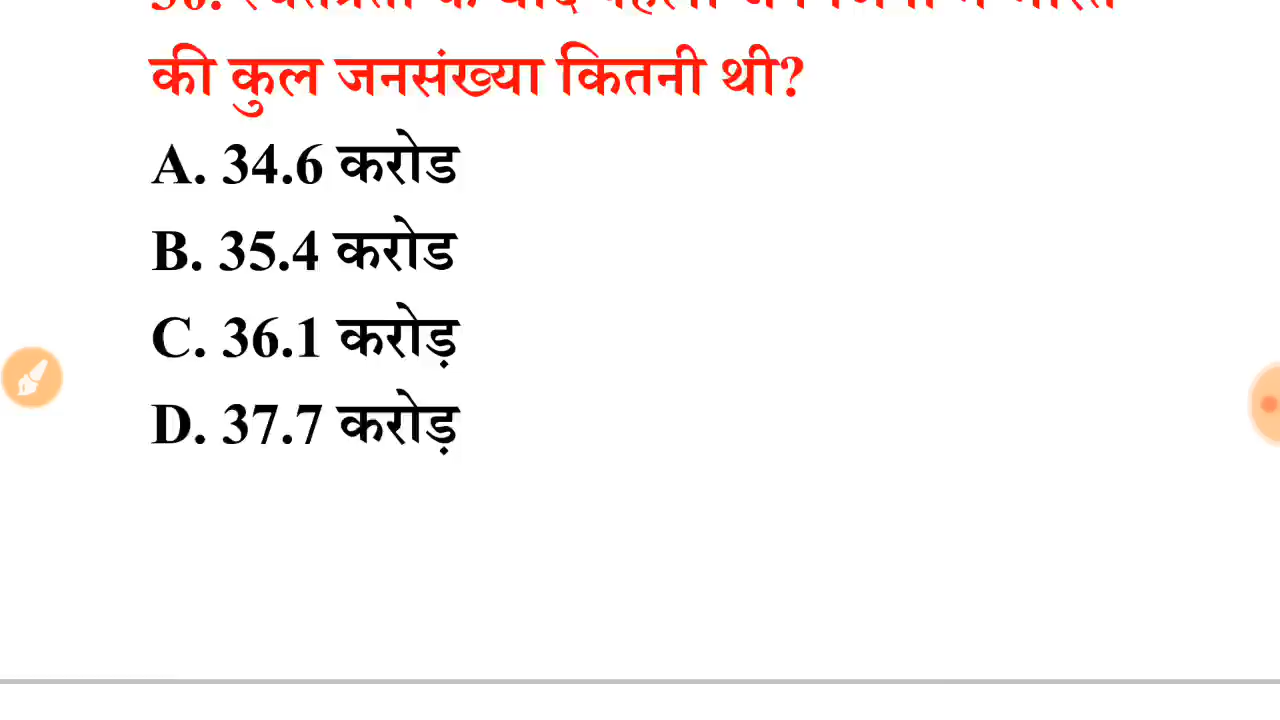 की कुल जनसंख्या कितनी थी?
A. 34.6 करोड
B. 35.4 करोड
C. 36.1 करोड़
D. 37.7 करोड़